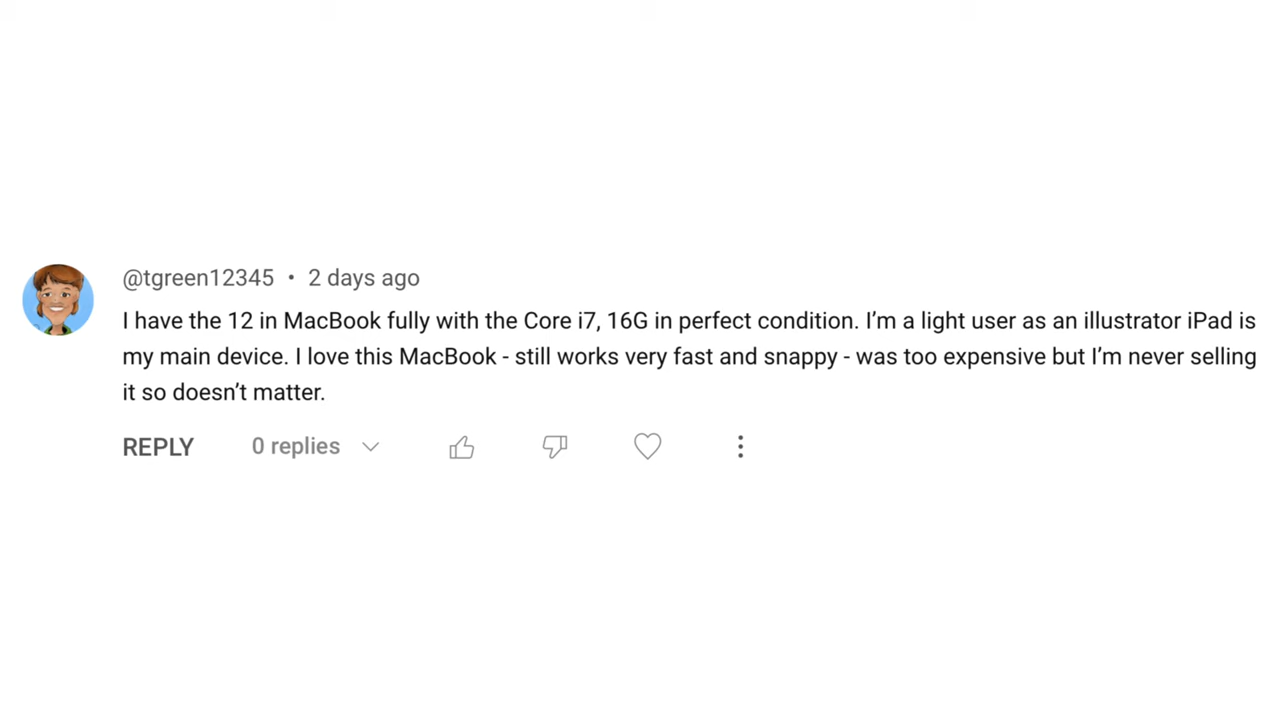 @tgreen12345 • 2 days ago
I have the 12 in MacBook fully with the Core i7, 16G in perfect condition. I’m a light user as an illustrator iPad is
my main device. I love this MacBook - still works very fast and snappy - was too expensive but I’m never selling
it so doesn’t matter.
REPLY 0 replies